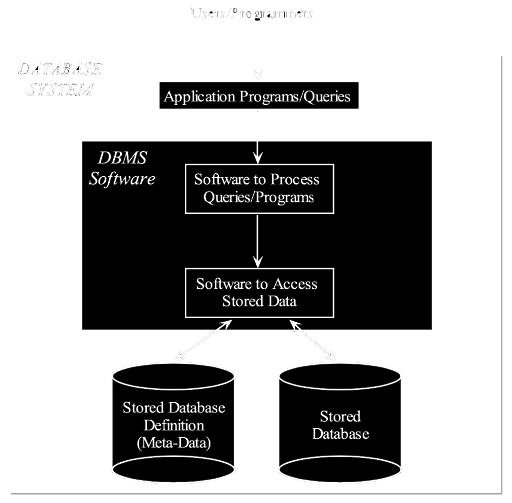 Users/Programmers
DATABASE
SYSTEM
Application Programs/Queries
DBMS
Software
Software to Process
Queries/Programs
Software to Access
Stored Data
Stored Database
Definition
(Meta-Data)
Stored
Database